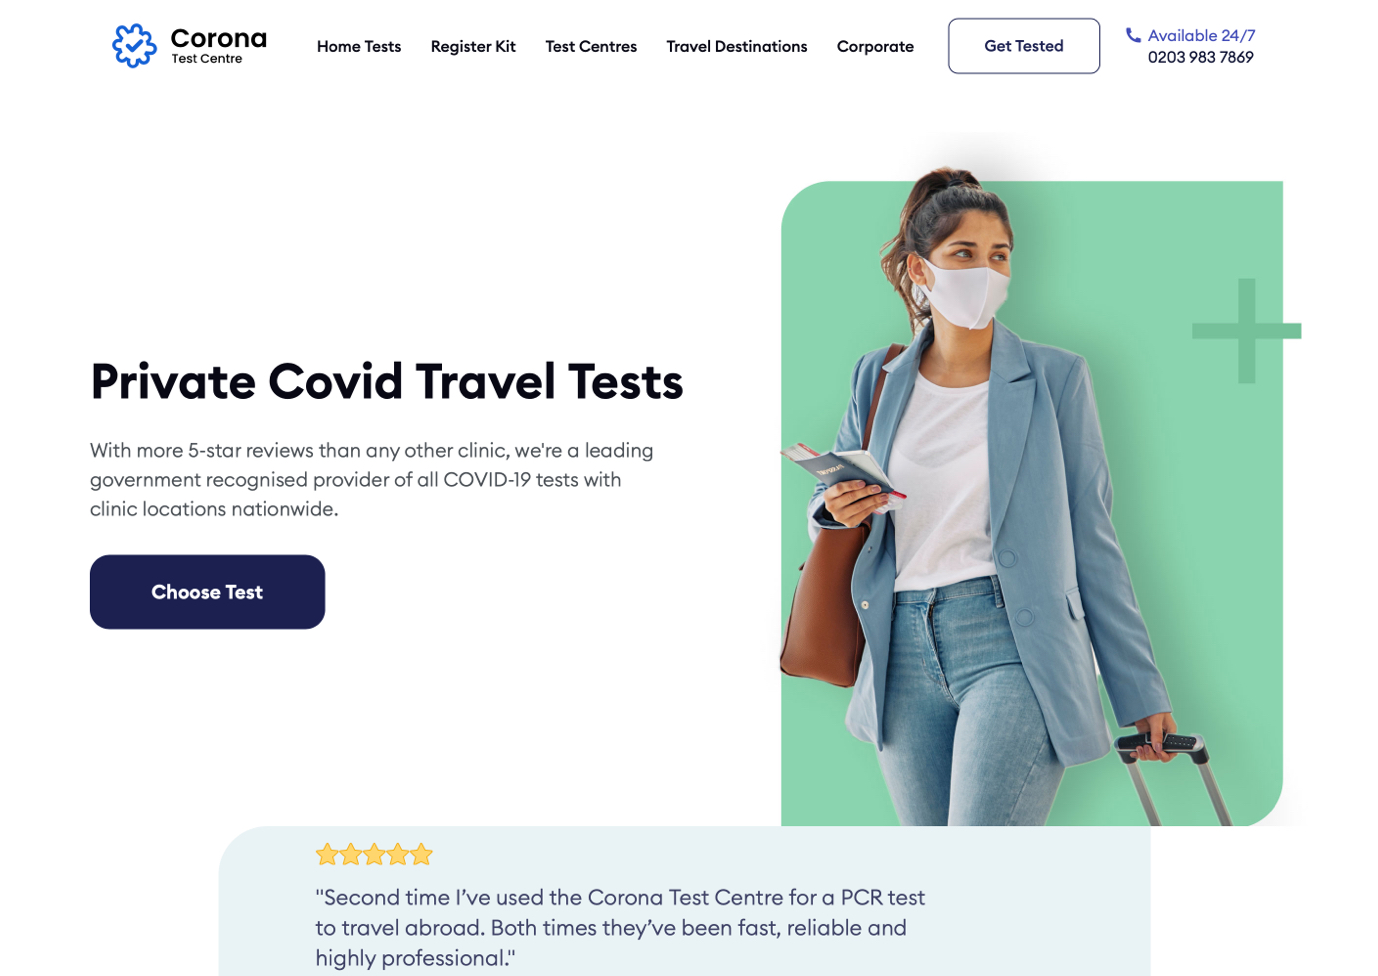 Corona
Test Centre
Home Tests
Register Kit
Test Centres
Travel Destinations
Corporate
Get Tested
Available 24/7
0203 983 7869
Private Covid Travel Tests
With more 5-star reviews than any other clinic, we're a leading
government recognised provider of all COVID-19 tests with
clinic locations nationwide.
Choose Test
"Second time I’ve used the Corona Test Centre for a PCR test
to travel abroad. Both times they’ve been fast, reliable and
highly professional."